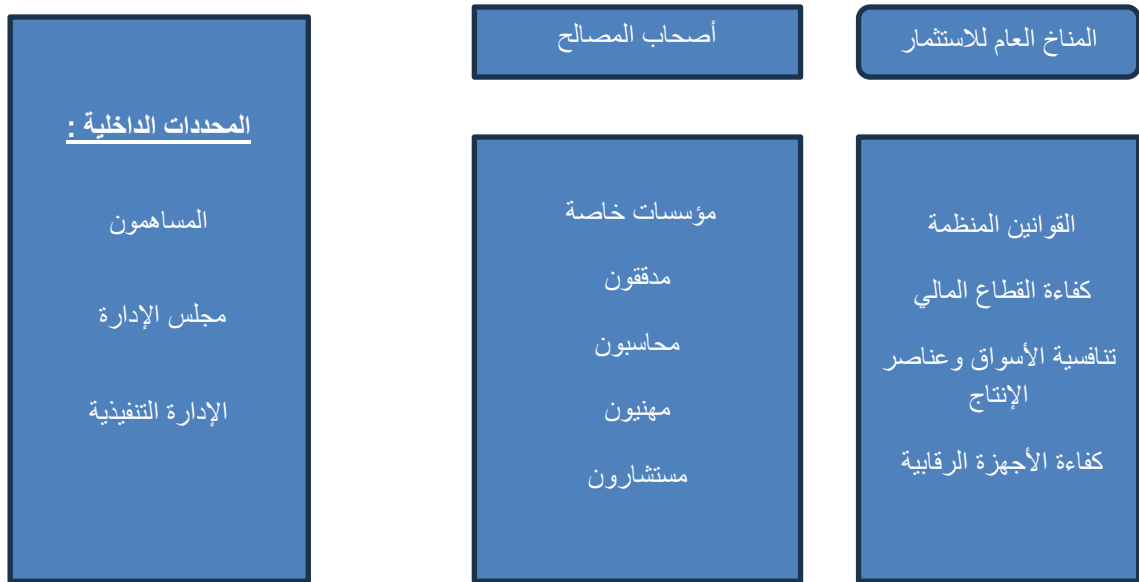 المناخ العام للاستثمار
القوانين المنظمة
كفاءة القطاع المالي
تنافسية الأسواق وعناصر
الإنتاج
كفاءة الأجهزة الرقابية
أصحاب المصالح
مؤسسات خاصة
مدققون
محاسبون
مهنيون
مستشارون
المحددات الداخلية :
المساهمون
مجلس الإدارة
الإدارة التنفيذية